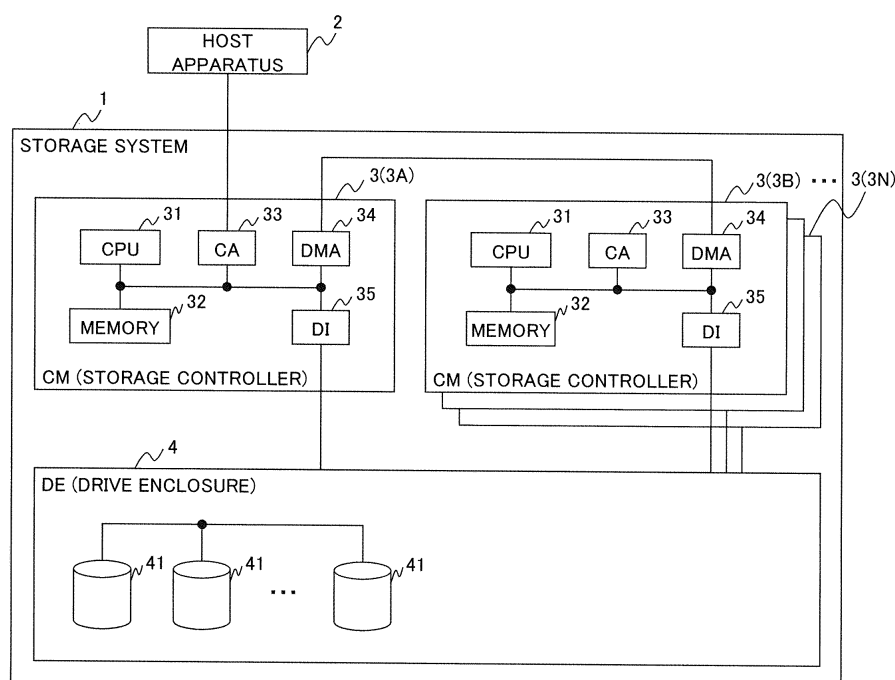 HOST
APPARATUS
2
1
STORAGE SYSTEM
3(3A)
3(3B)
...
3(3N)
31
33
34
CPU
CA
DMA
35
32
MEMORY
DI
CM (STORAGE CONTROLLER)
31
33
34
CPU
CA
DMA
35
32
MEMORY
DI
CM (STORAGE CONTROLLER)
4
DE (DRIVE ENCLOSURE)
41
41
...
41